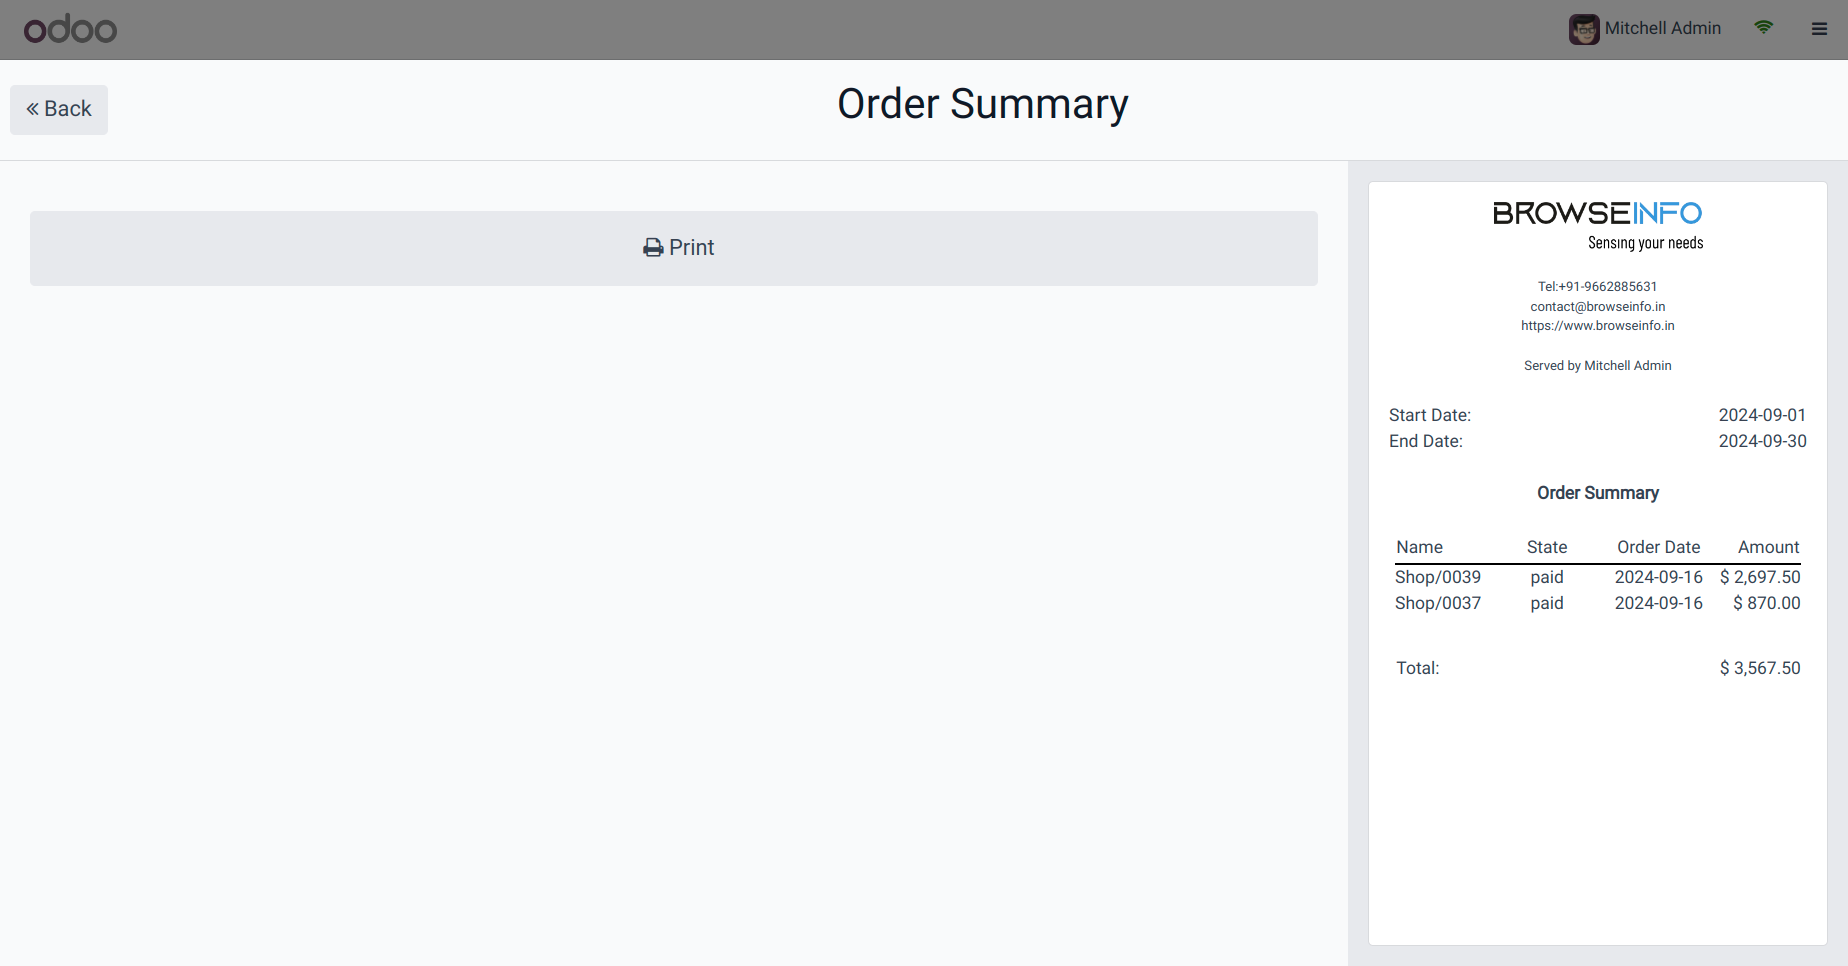 odoo
Mitchell Admin
« Back
Order Summary
Print
BROWSEINFO
Sensing your needs
Tel:+91-9662885631
contact@browseinfo.in
https://www.browseinfo.in
Served by Mitchell Admin
Start Date: 2024-09-01
End Date: 2024-09-30
Order Summary
Name State Order Date Amount
Shop/0039 paid 2024-09-16 $ 2,697.50
Shop/0037 paid 2024-09-16 $ 870.00
Total: $ 3,567.50